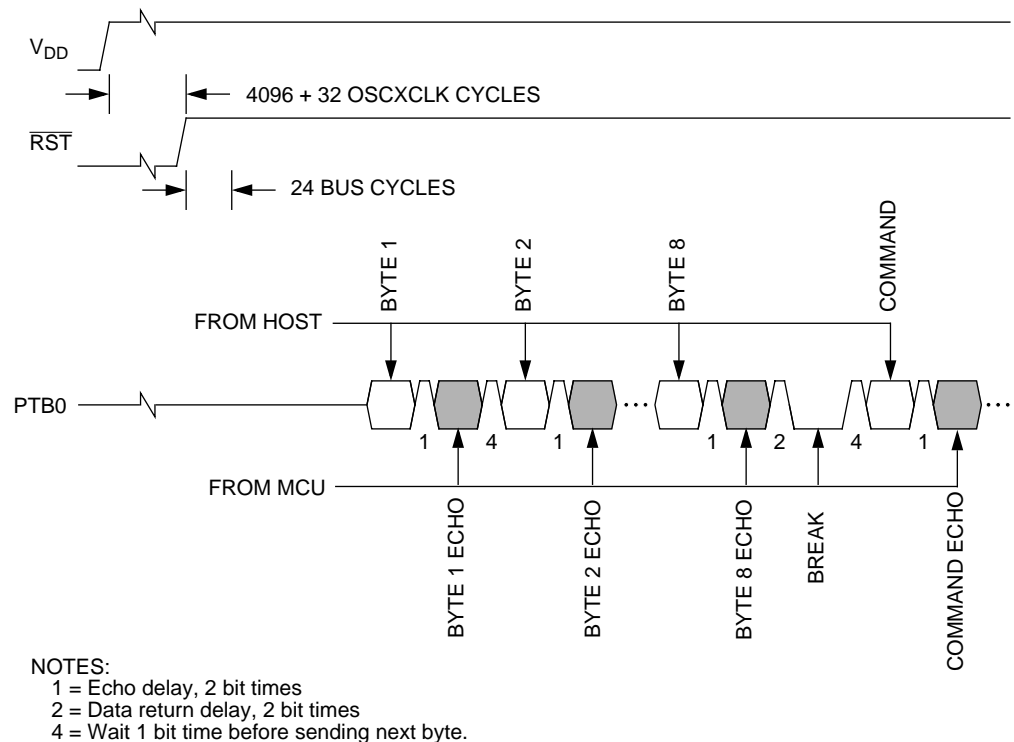 VDD
4096 + 32 OSCXCLK CYCLES
RST
24 BUS CYCLES
BYTE 1
BYTE 2
BYTE 8
COMMAND
FROM HOST
PTB0
...
...
1
4
1
1
2
4
1
FROM MCU
BYTE 1 ECHO
BYTE 2 ECHO
BYTE 8 ECHO
BREAK
COMMAND ECHO
NOTES:
1 = Echo delay, 2 bit times
2 = Data return delay, 2 bit times
4 = Wait 1 bit time before sending next byte.